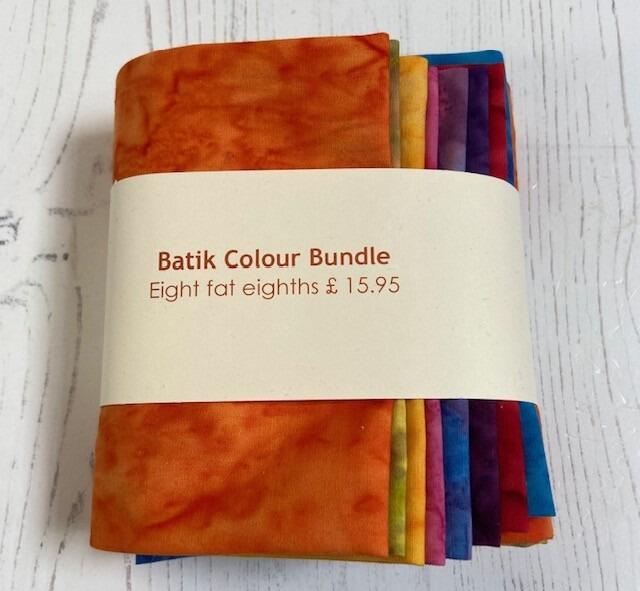 Batik Colour Bundle
Eight fat eighths £ 15.95